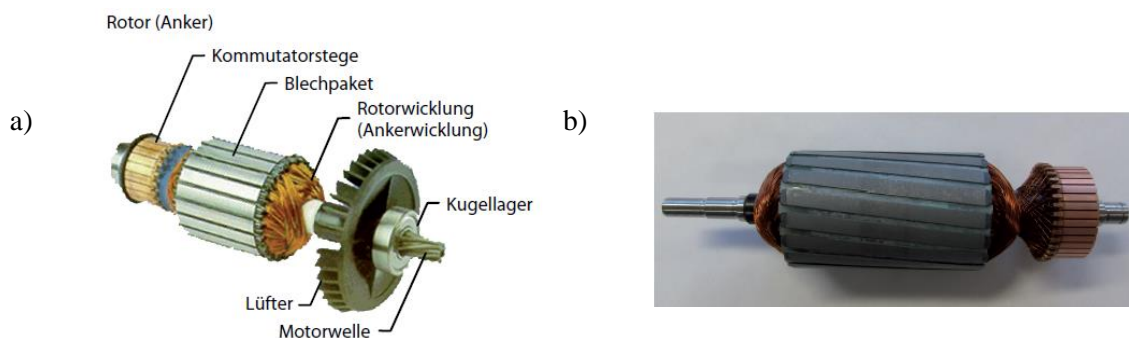 Rotor (Anker)
Kommutatorstege
Blechpaket
Rotorwicklung
(Ankerwicklung)
a)
b)
Kugellager
Lüfter
Motorwelle